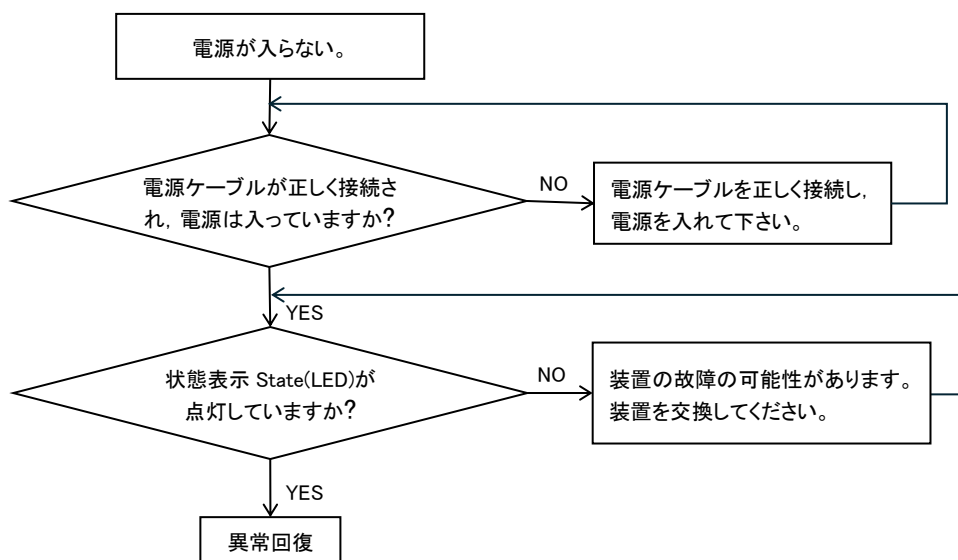 電源が入らない。
電源ケーブルが正しく接続さ
れ，電源は入っていますか？
NO
電源ケーブルを正しく接続し，
電源を入れて下さい。
YES
状態表示 State(LED)が
点灯していますか？
NO
装置の故障の可能性があります。
装置を交換してください。
YES
異常回復